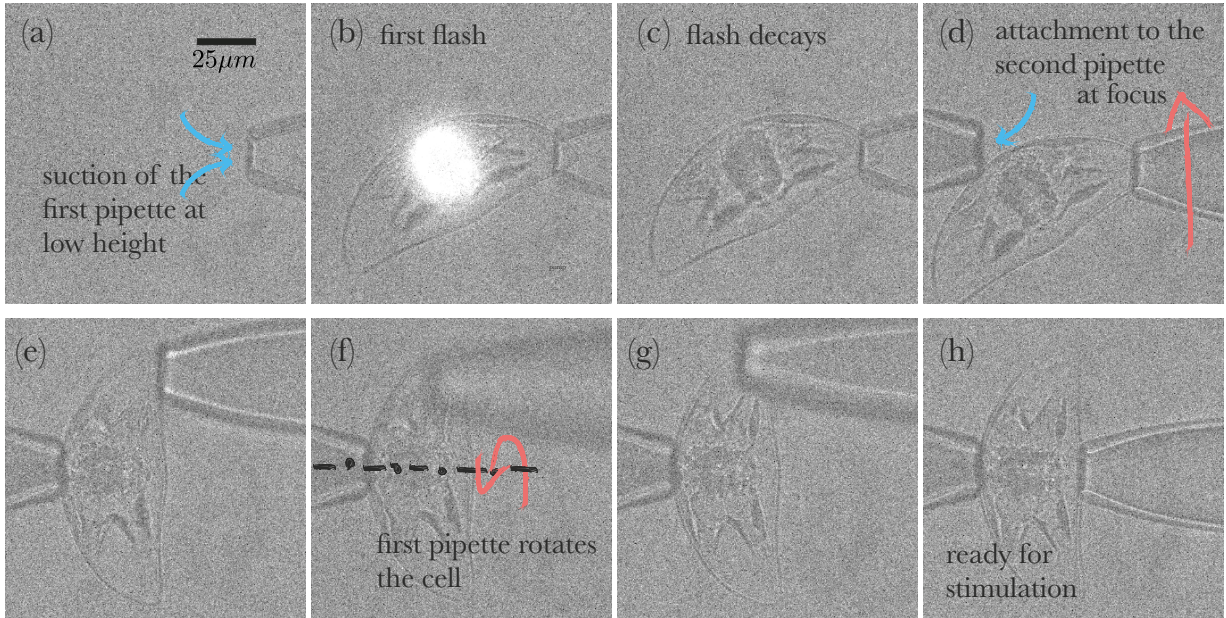 (a)
25μm
suction of the
first pipette at
low height
(b) first flash
(c) flash decays
(d) attachment to the
second pipette
at focus
(e)
(f)
first pipette rotates
the cell
(g)
(h)
ready for
stimulation